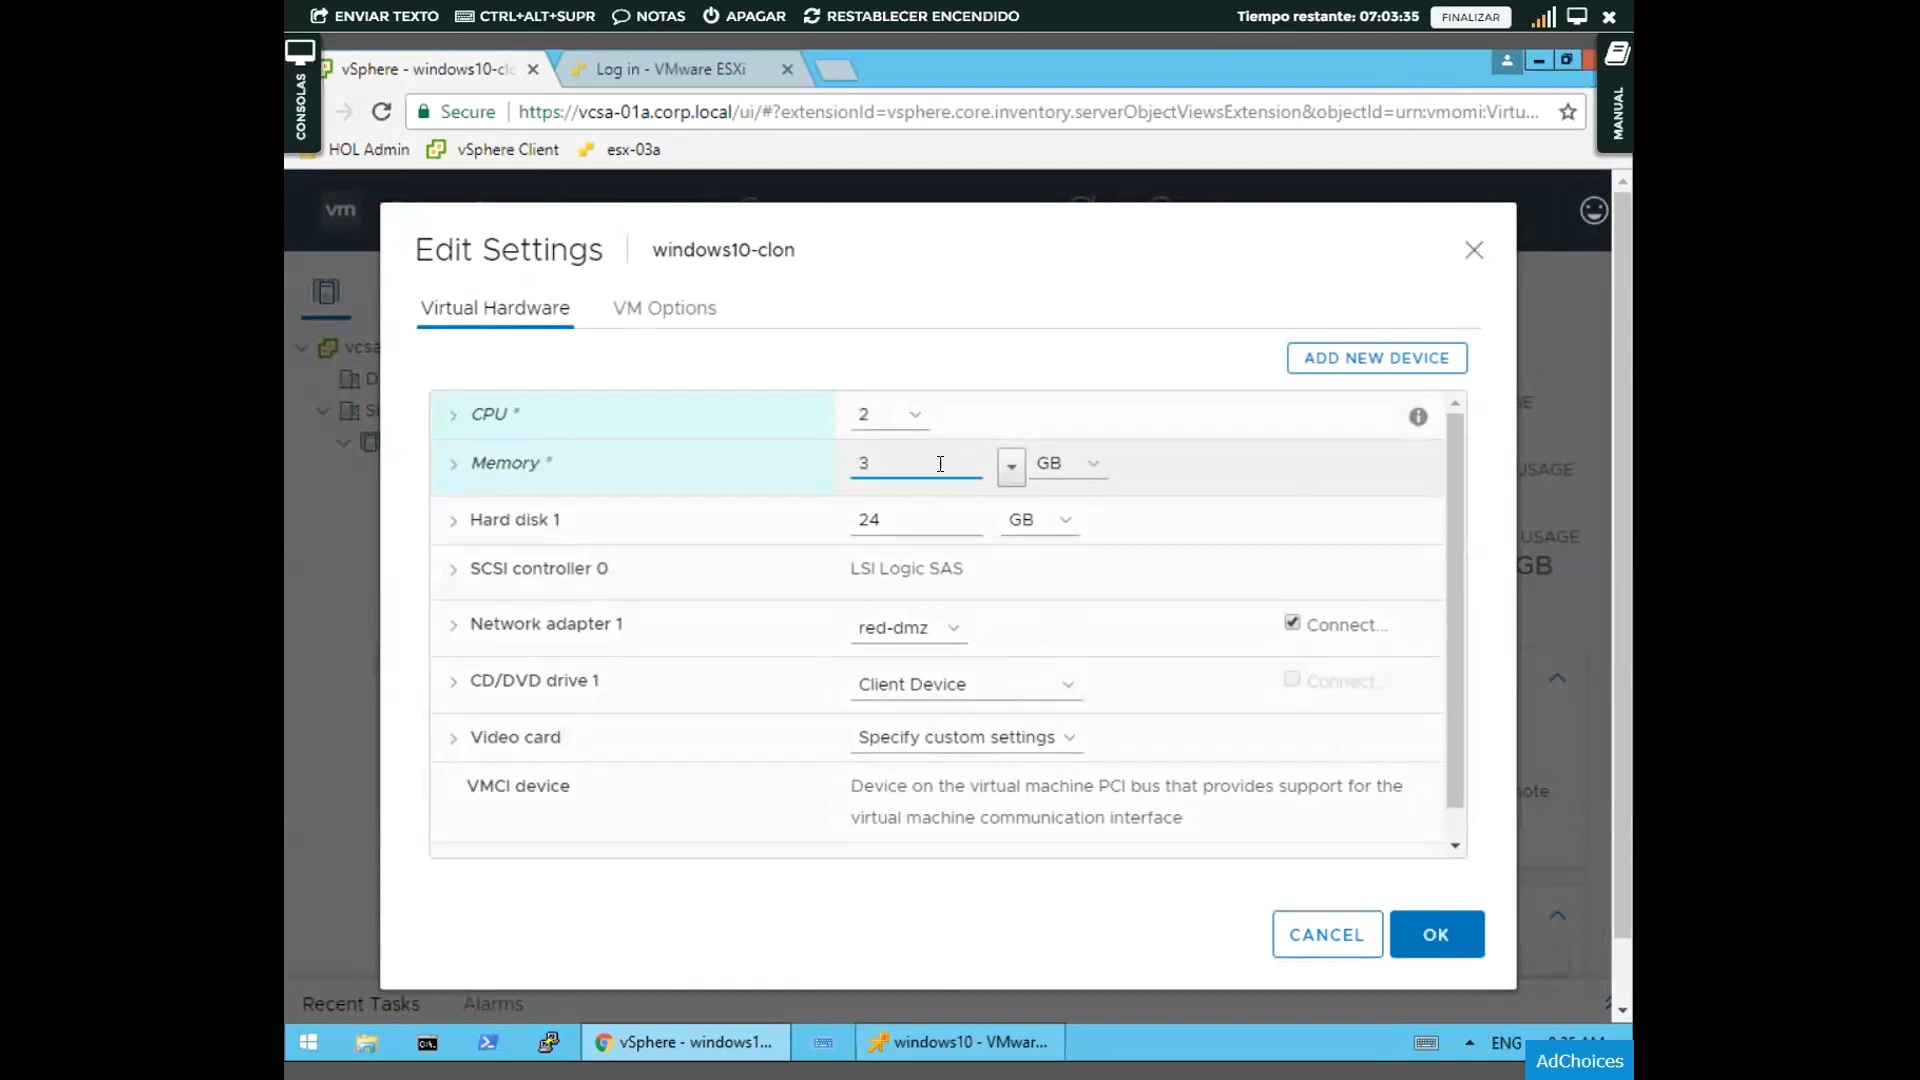 ENVIAR TEXTO CTRL+ALT+SUPR NOTAS APAGAR RESTABLECER ENCENDIDO Tiempo restante: 07:03:35 FINALIZAR
CONSOLAS
MANUAL
vSphere - windows10-clo Log in - VMware ESXi
Secure https://vcsa-01a.corp.local/ui/#?extensionId=vsphere.core.inventory.serverObjectViewsExtension&objectId=urn:vmomi:Virtu...
HOL Admin vSphere Client esx-03a
vm
Edit Settings windows10-clon
Virtual Hardware VM Options
vcsa
ADD NEW DEVICE
D
CPU * 2
Memory * 3 GB
USAGE
Hard disk 1 24 GB
USAGE
GB
SCSI controller 0 LSI Logic SAS
Network adapter 1 red-dmz Connect...
CD/DVD drive 1 Client Device Connect...
Video card Specify custom settings
VMCI device Device on the virtual machine PCI bus that provides support for the
virtual machine communication interface
CANCEL OK
Recent Tasks Alarms
vSphere - windows1... windows10 - VMwar... ENG
AdChoices